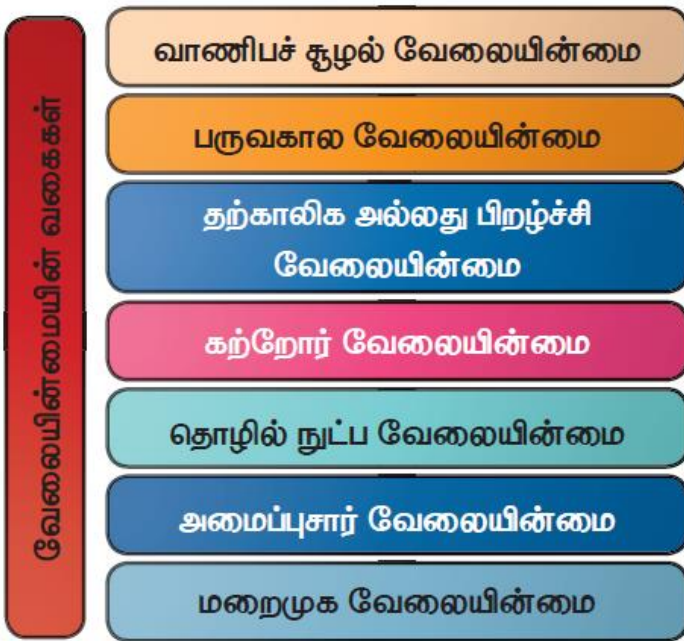 வேலையின்மையின் வகைகள்
வாணிபச் சூழல் வேலையின்மை
பருவகால வேலையின்மை
தற்காலிக அல்லது பிறழ்ச்சி
வேலையின்மை
கற்றோர் வேலையின்மை
தொழில் நுட்ப வேலையின்மை
அமைப்புசார் வேலையின்மை
மறைமுக வேலையின்மை